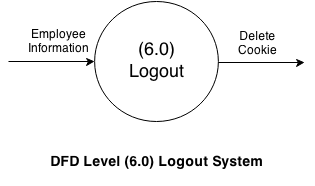 Employee
Information
(6.0)
Logout
Delete
Cookie
DFD Level (6.0) Logout System